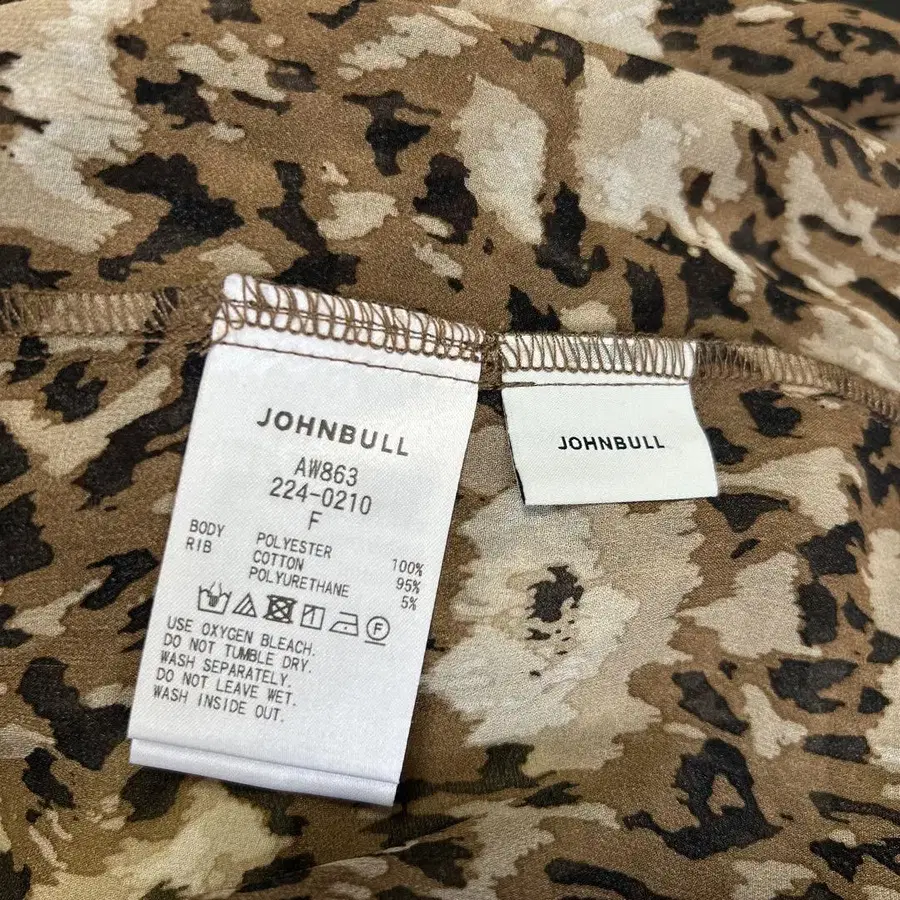 JOHNBULL
AW863
224-0210
F
BODY POLYESTER 100%
RIB COTTON 95%
POLYURETHANE 5%
F
USE OXYGEN BLEACH.
DO NOT TUMBLE DRY.
WASH SEPARATELY.
DO NOT LEAVE WET.
WASH INSIDE OUT.
JOHNBULL